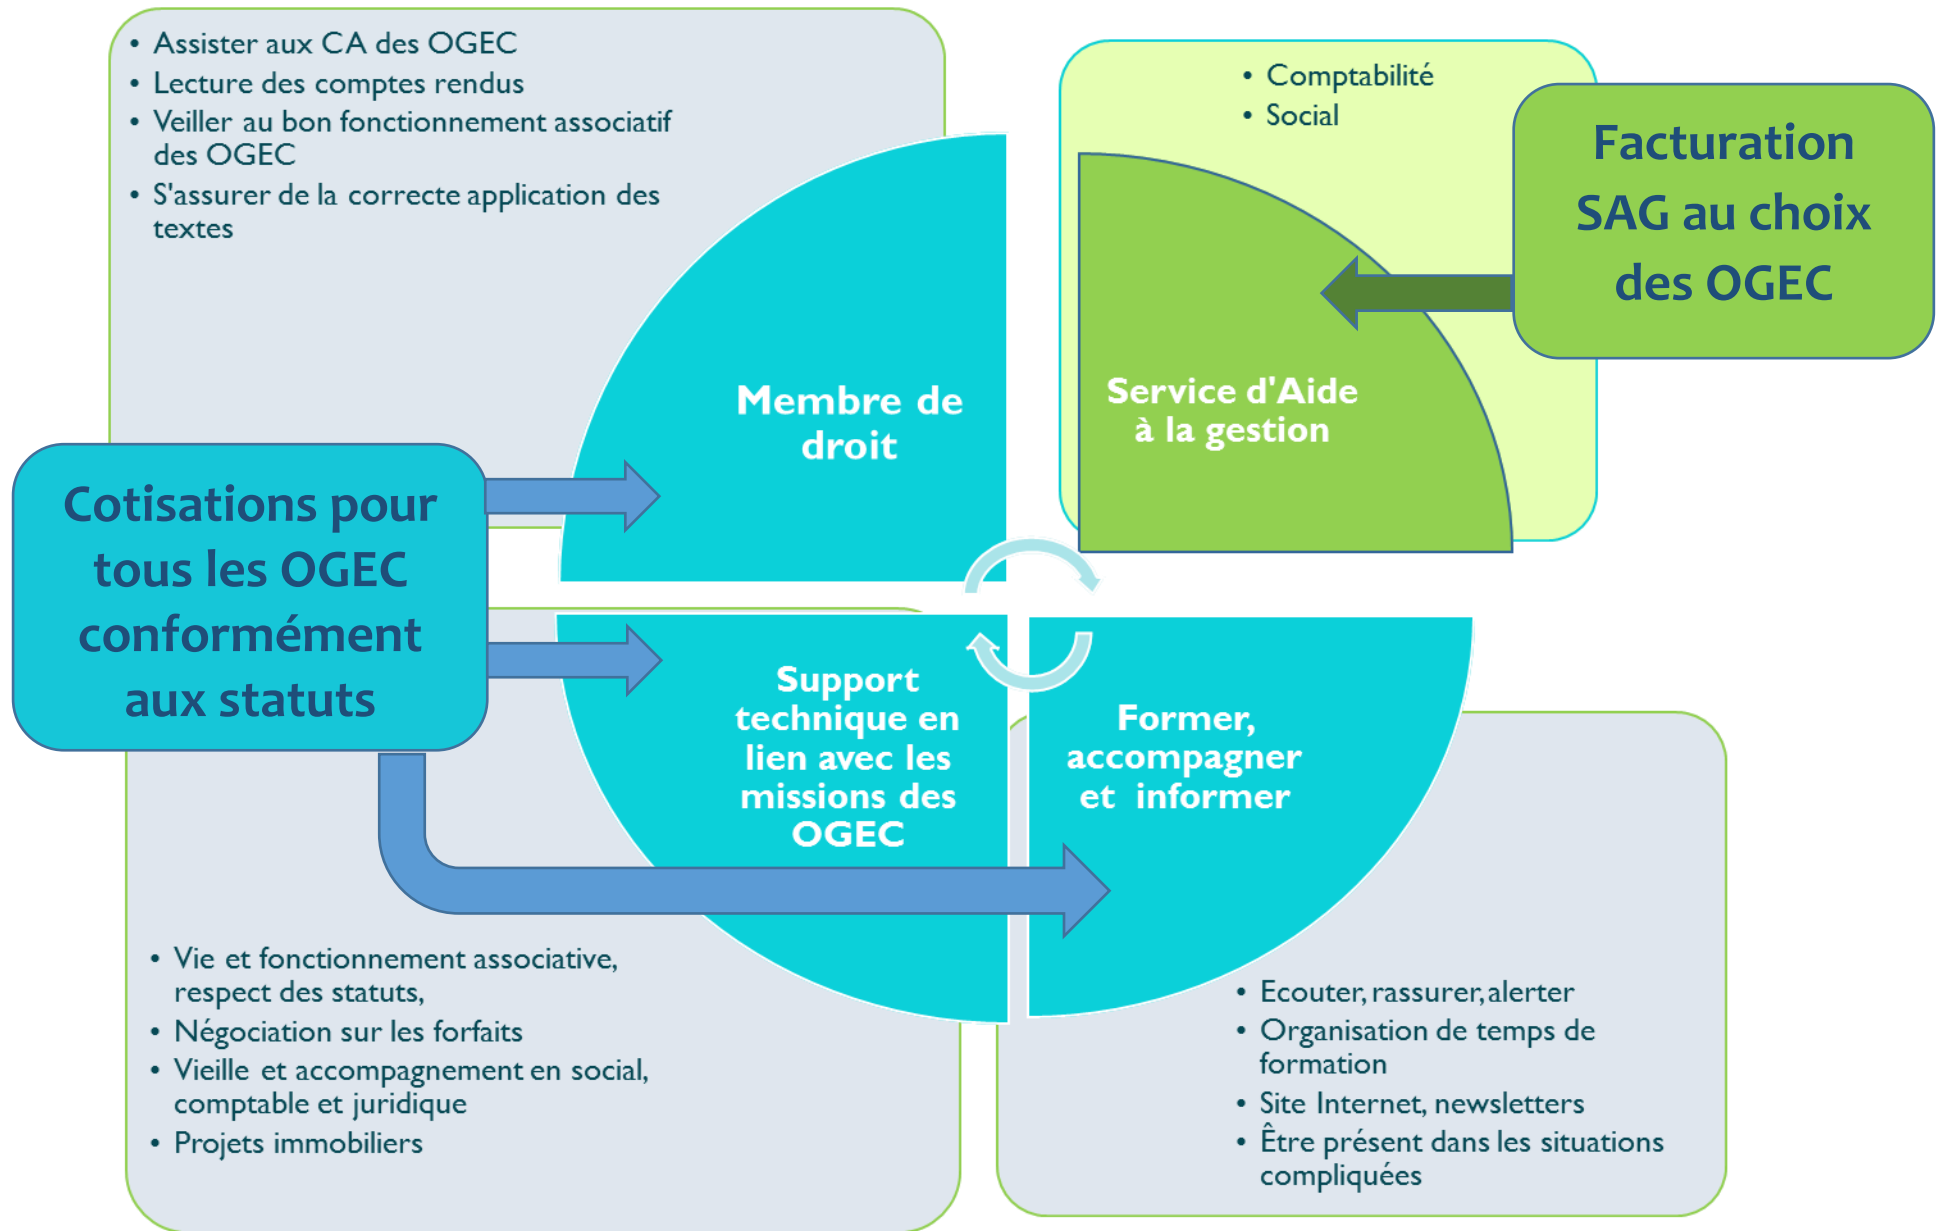 • Assister aux CA des OGEC
• Lecture des comptes rendus
• Veiller au bon fonctionnement associatif
des OGEC
• S'assurer de la correcte application des
textes
• Comptabilité
• Social
Facturation
SAG au choix
des OGEC
Membre de
droit
Service d'Aide
à la gestion
Cotisations pour
tous les OGEC
conformément
aux statuts
Support
technique en
lien avec les
missions des
OGEC
Former,
accompagner
et informer
• Vie et fonctionnement associative,
respect des statuts,
• Négociation sur les forfaits
• Vieille et accompagnement en social,
comptable et juridique
• Projets immobiliers
• Ecouter, rassurer, alerter
• Organisation de temps de
formation
• Site Internet, newsletters
• Être présent dans les situations
compliquées